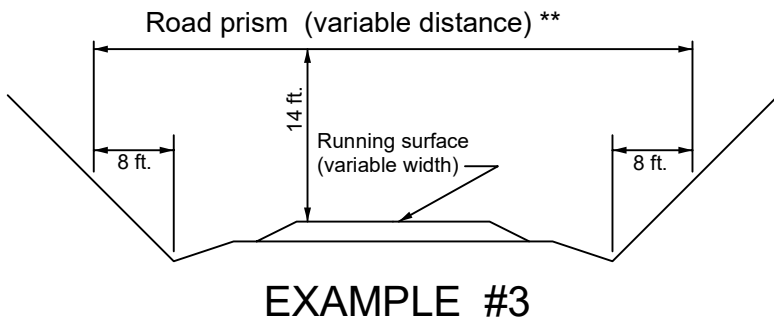 Road prism (variable distance) **
14 ft.
8 ft.
Running surface
(variable width)
8 ft.
EXAMPLE #3